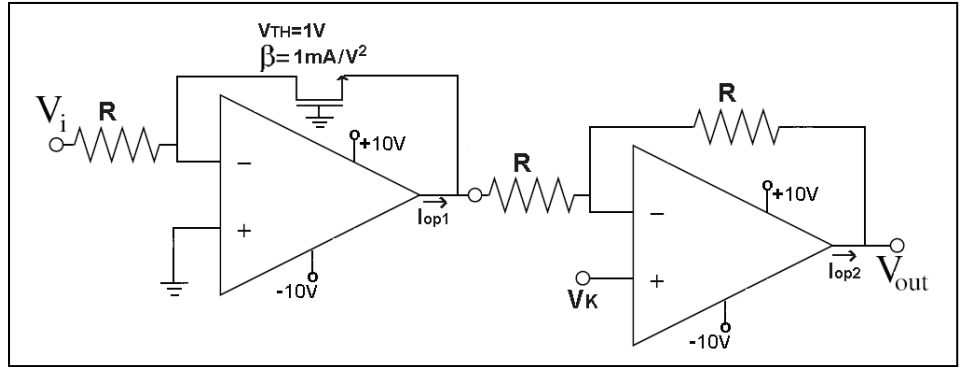 VTH=1V
β=1mA/V²
Vi
R
−
+
+10V
-10V
Iop1
R
R
−
+
VK
+10V
-10V
Iop2
Vout